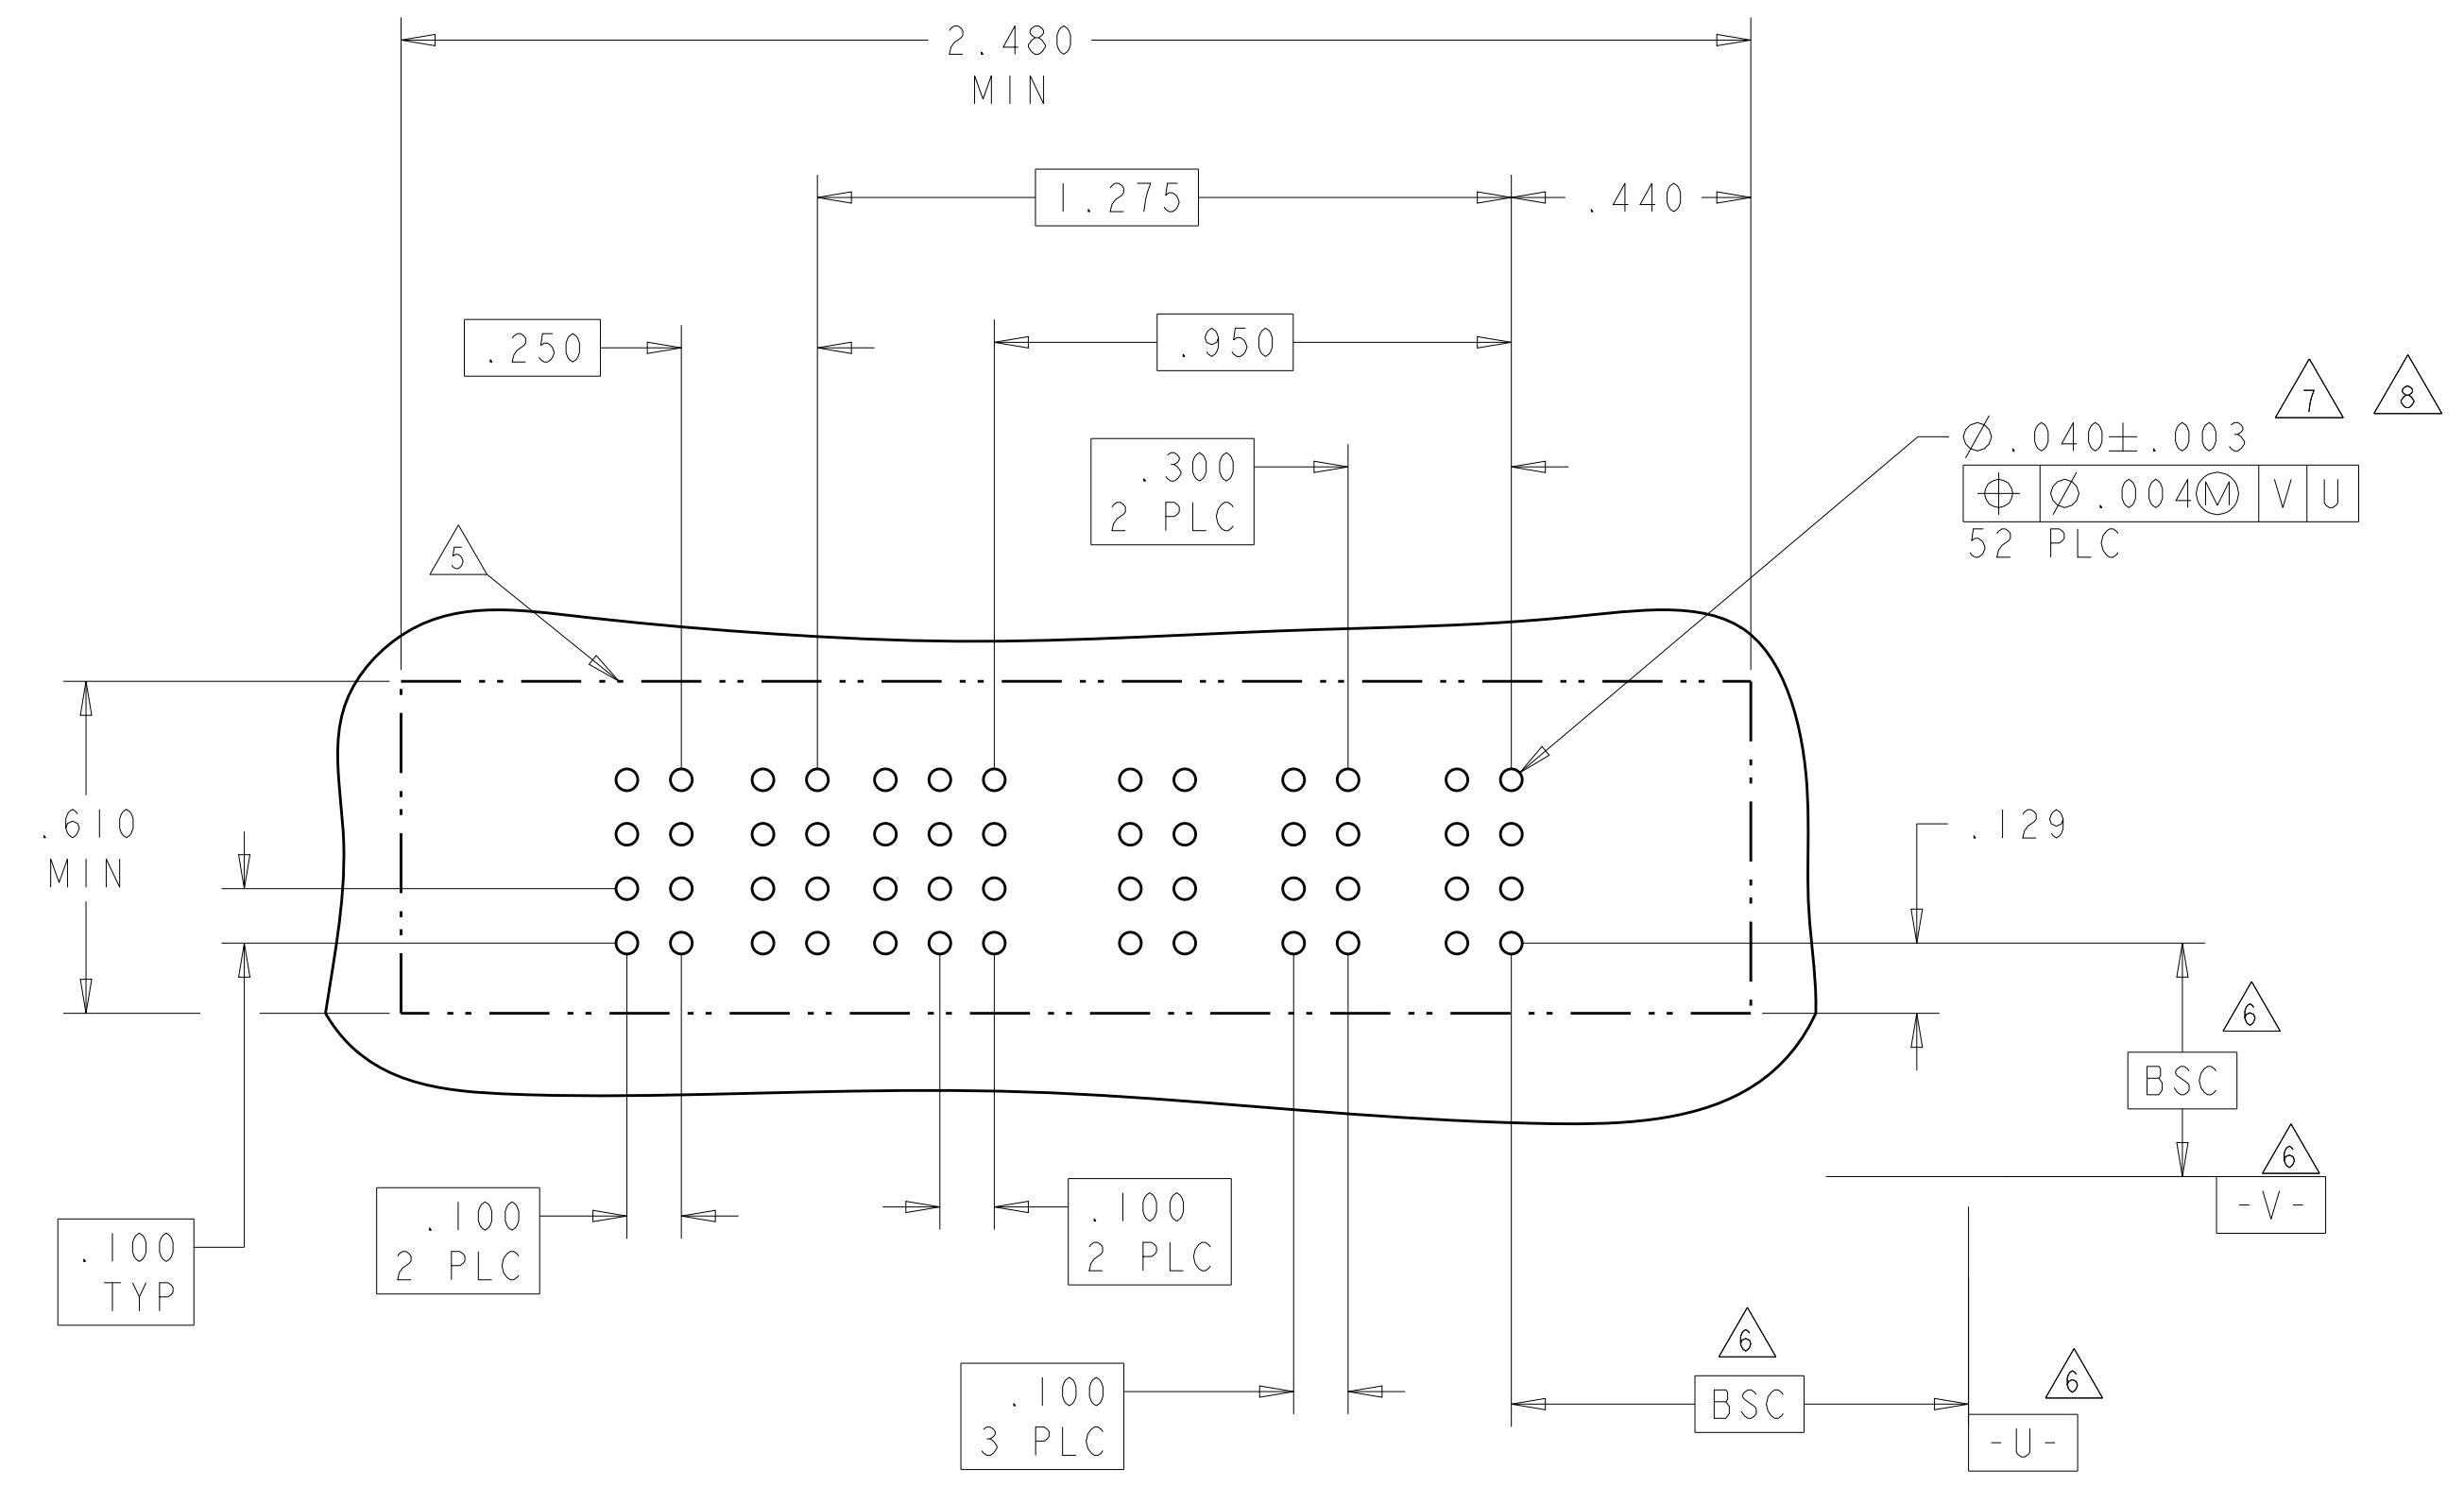 2.480
MIN
1.275
.440
.250
.950
7
8
Ø.040±.003
⌖ Ø.004Ⓜ V U
52 PLC
.300
2 PLC
5
.610
MIN
.129
6
BSC
6
-V-
.100
2 PLC
.100
2 PLC
.100
TYP
6
BSC
6
-U-
.100
3 PLC